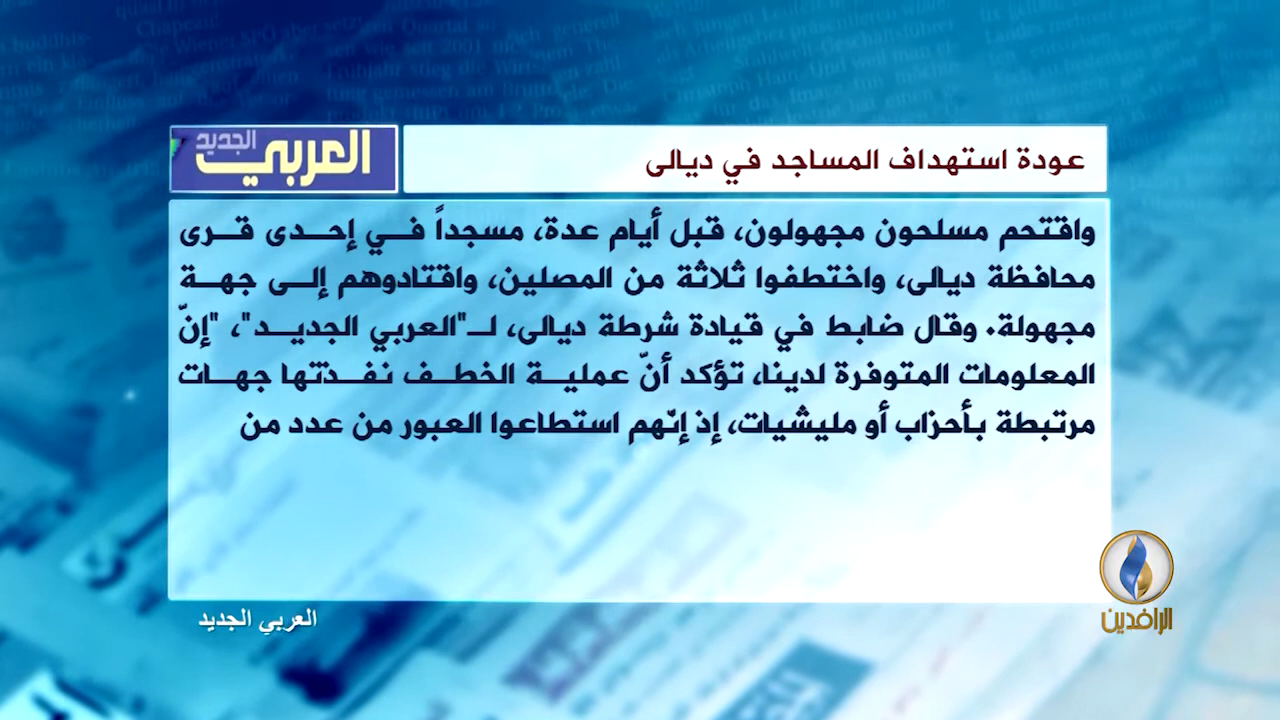 عودة استهداف المساجد في ديالى
العربي الجديد
واقتحم مسلحون مجهولون، قبل أيام عدة، مسجداً في إحدى قرى
محافظة ديالى، واختطفوا ثلاثة من المصلين، واقتادوهم إلى جهة
مجهولة. وقال ضابط في قيادة شرطة ديالى، لـ"العربي الجديد"، "إنّ
المعلومات المتوفرة لدينا، تؤكد أنّ عملية الخطف نفذتها جهات
مرتبطة بأحزاب أو مليشيات، إذ إنّهم استطاعوا العبور من عدد من
العربي الجديد
الرافدين